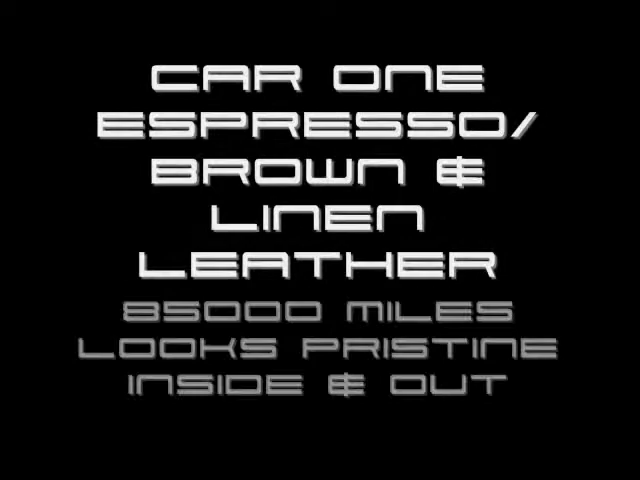 CAR ONE
ESPRESSO/
BROWN &
LINEN
LEATHER
85000 MILES
LOOKS PRISTINE
INSIDE & OUT